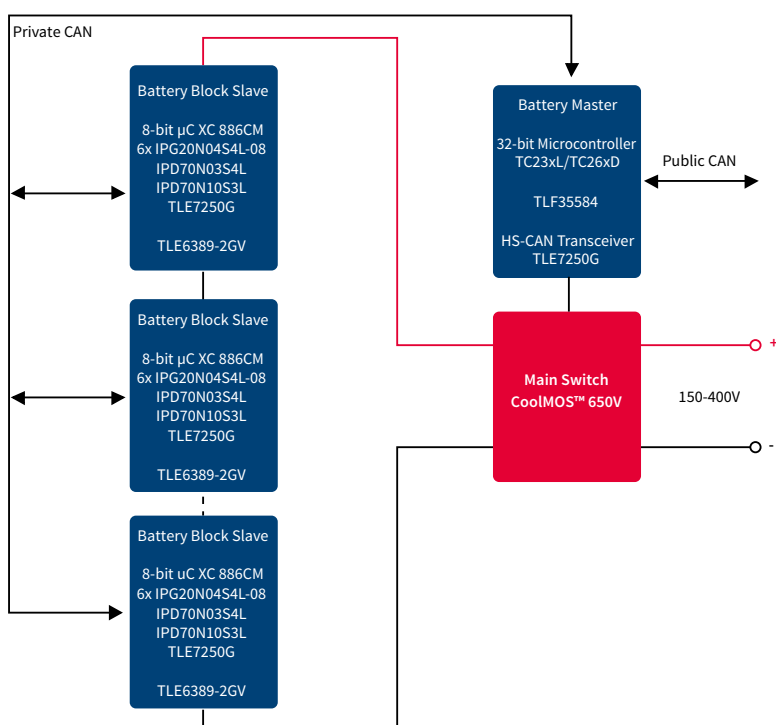 Private CAN
Battery Block Slave
8-bit µC XC 886CM
6x IPG20N04S4L-08
IPD70N03S4L
IPD70N10S3L
TLE7250G
TLE6389-2GV
Battery Block Slave
8-bit µC XC 886CM
6x IPG20N04S4L-08
IPD70N03S4L
IPD70N10S3L
TLE7250G
TLE6389-2GV
Battery Block Slave
8-bit uC XC 886CM
6x IPG20N04S4L-08
IPD70N03S4L
IPD70N10S3L
TLE7250G
TLE6389-2GV
Battery Master
32-bit Microcontroller
TC23xL/TC26xD
TLF35584
HS-CAN Transceiver
TLE7250G
Public CAN
Main Switch
CoolMOS™ 650V
+
150-400V
-